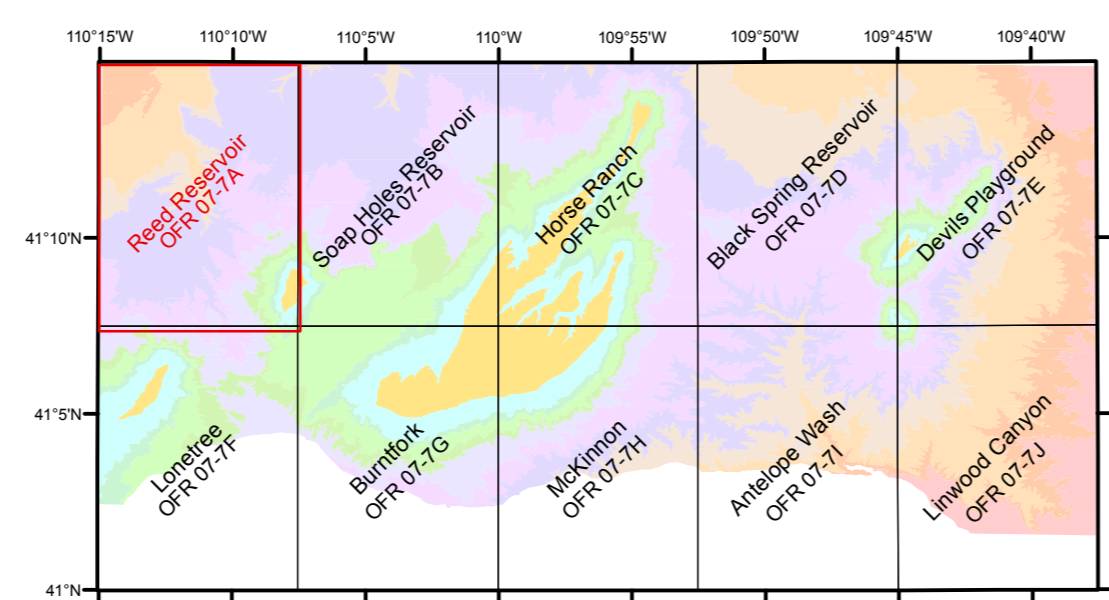 110°15'W 110°10'W 110°5'W 110°W 109°55'W 109°50'W 109°45'W 109°40'W
Reed Reservoir
OFR 07-7A
Soap Holes Reservoir
OFR 07-7B
Horse Ranch
OFR 07-7C
Black Spring Reservoir
OFR 07-7D
Devils Playground
OFR 07-7E
41°10'N
41°5'N
Lonetree
OFR 07-7F
Burntfork
OFR 07-7G
McKinnon
OFR 07-7H
Antelope Wash
OFR 07-7I
Linwood Canyon
OFR 07-7J
41°N